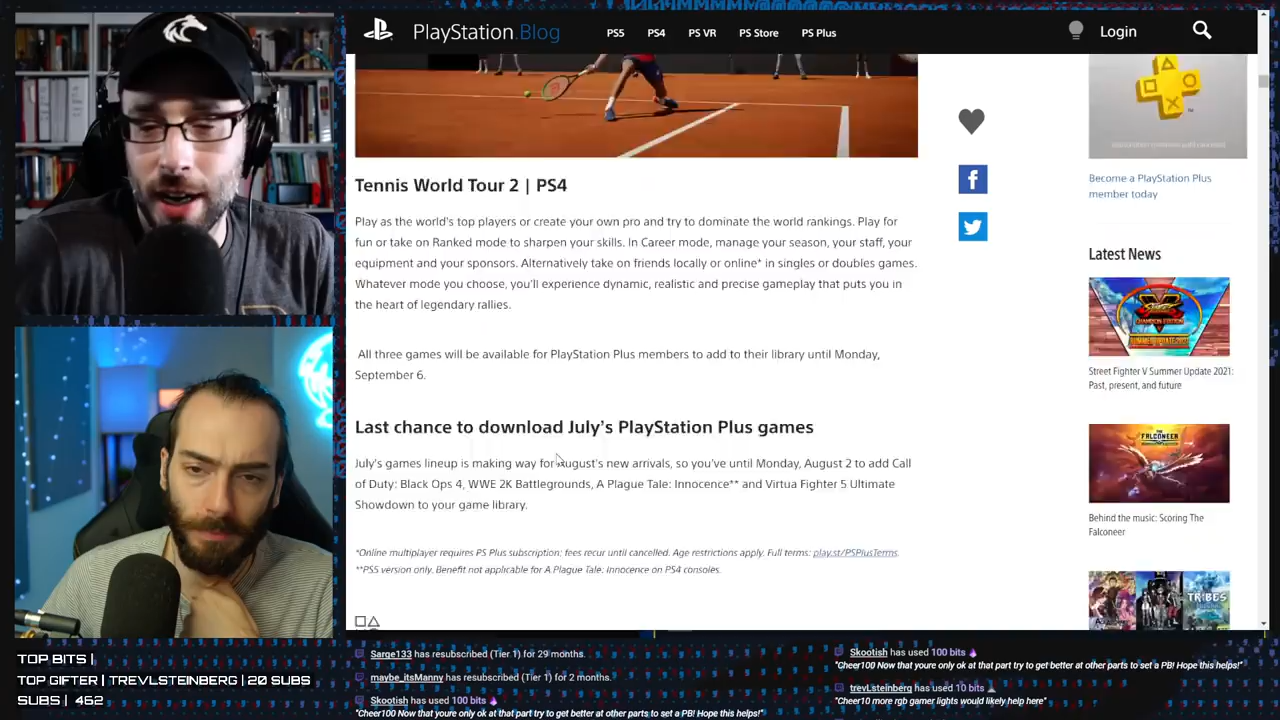 PlayStation.Blog
PS5 PS4 PS VR PS Store PS Plus
Login
Tennis World Tour 2 | PS4
Play as the world's top players or create your own pro and try to dominate the world rankings. Play for
fun or take on Ranked mode to sharpen your skills. In Career mode, manage your season, your staff, your
equipment and your sponsors. Alternatively take on friends locally or online* in singles or doubles games.
Whatever mode you choose, you'll experience dynamic, realistic and precise gameplay that puts you in
the heart of legendary rallies.
All three games will be available for PlayStation Plus members to add to their library until Monday,
September 6.
Last chance to download July's PlayStation Plus games
July's games lineup is making way for August's new arrivals, so you've until Monday, August 2 to add Call
of Duty: Black Ops 4, WWE 2K Battlegrounds, A Plague Tale: Innocence** and Virtua Fighter 5 Ultimate
Showdown to your game library.
*Online multiplayer requires PS Plus subscription; fees recur until cancelled. Age restrictions apply. Full terms: play.st/PSPlusTerms.
**PS5 version only. Benefit not applicable for A Plague Tale: Innocence on PS4 consoles.
Become a PlayStation Plus
member today
Latest News
Street Fighter V Summer Update 2021:
Past, present, and future
THE
FALCONEER
Behind the music: Scoring The
Falconeer
TRIBES
TOP BITS |
TOP GIFTER | TREVLSTEINBERG | 20 SUBS
SUBS | 462
Sarge133 has resubscribed (Tier 1) for 29 months.
maybe_itsManny has resubscribed (Tier 1) for 2 months.
Skootish has used 100 bits
"Cheer100 Now that youre only ok at that part try to get better at other parts to set a PB! Hope this helps!"
Skootish has used 100 bits
"Cheer100 Now that youre only ok at that part try to get better at other parts to set a PB! Hope this helps!"
trevLsteinberg has used 10 bits
"Cheer10 more rgb gamer lights would likely help here"